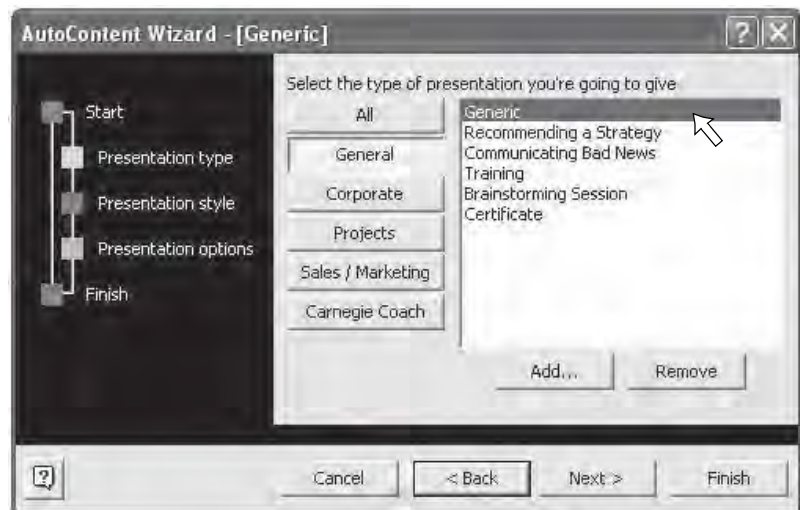 AutoContent Wizard - [Generic]
Start
Presentation type
Presentation style
Presentation options
Finish
Select the type of presentation you're going to give
All
General
Corporate
Projects
Sales / Marketing
Carnegie Coach
Generic
Recommending a Strategy
Communicating Bad News
Training
Brainstorming Session
Certificate
Add...
Remove
Cancel
< Back
Next >
Finish